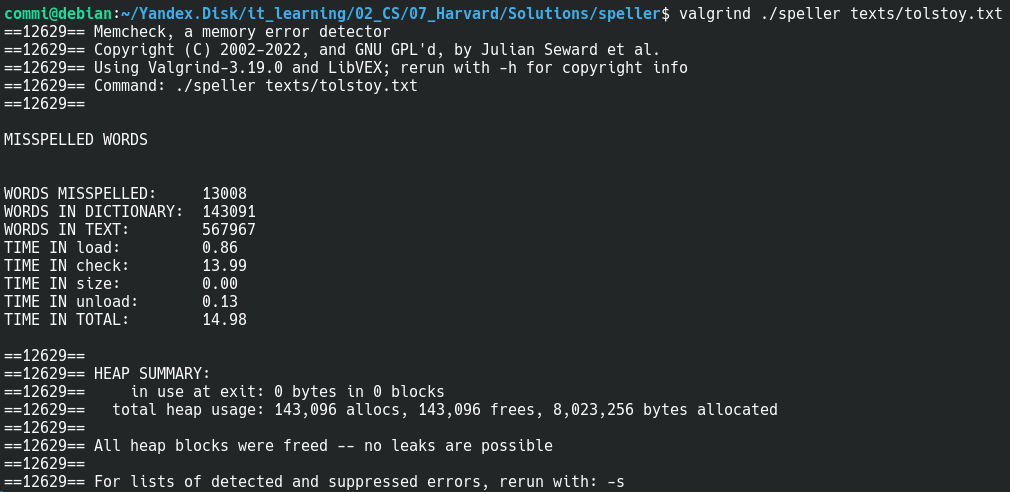 commi@debian:~/Yandex.Disk/it_learning/02_CS/07_Harvard/Solutions/speller$ valgrind ./speller texts/tolstoy.txt
==12629== Memcheck, a memory error detector
==12629== Copyright (C) 2002-2022, and GNU GPL'd, by Julian Seward et al.
==12629== Using Valgrind-3.19.0 and LibVEX; rerun with -h for copyright info
==12629== Command: ./speller texts/tolstoy.txt
==12629==
MISSPELLED WORDS
WORDS MISSPELLED:     13008
WORDS IN DICTIONARY:  143091
WORDS IN TEXT:        567967
TIME IN load:         0.86
TIME IN check:        13.99
TIME IN size:         0.00
TIME IN unload:       0.13
TIME IN TOTAL:        14.98
==12629==
==12629== HEAP SUMMARY:
==12629==     in use at exit: 0 bytes in 0 blocks
==12629==   total heap usage: 143,096 allocs, 143,096 frees, 8,023,256 bytes allocated
==12629==
==12629== All heap blocks were freed -- no leaks are possible
==12629==
==12629== For lists of detected and suppressed errors, rerun with: -s